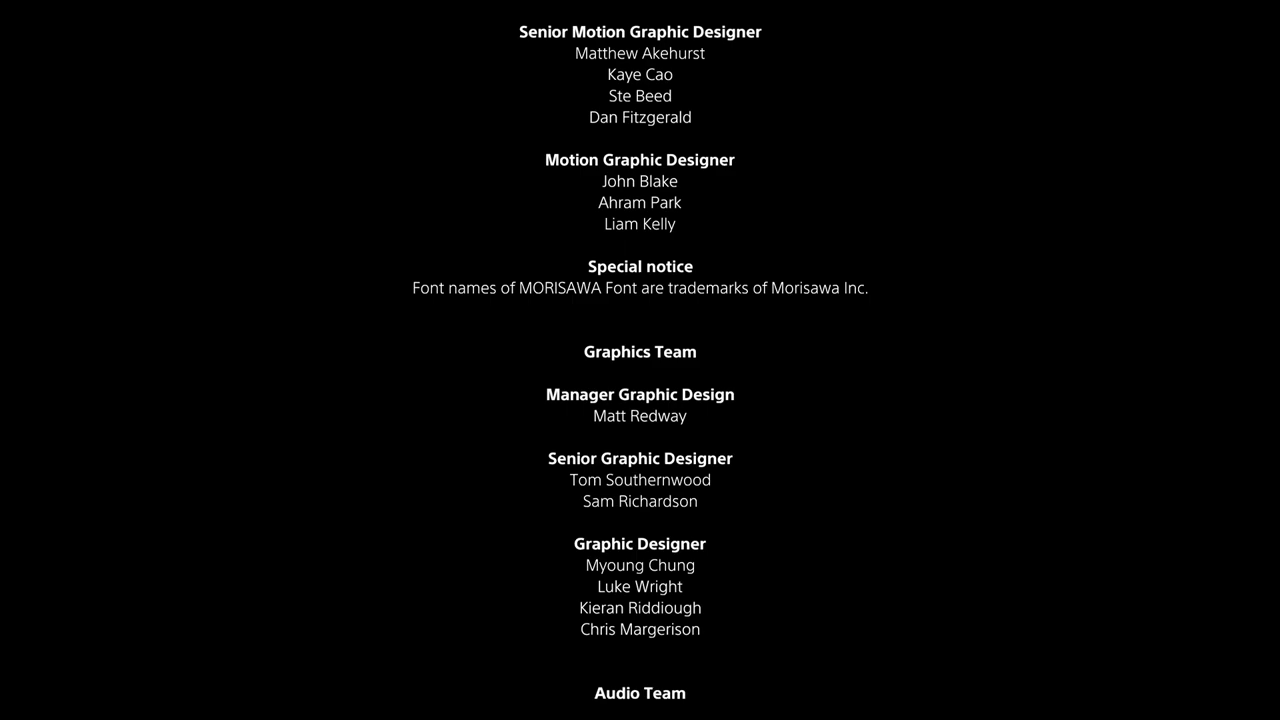 Senior Motion Graphic Designer
Matthew Akehurst
Kaye Cao
Ste Beed
Dan Fitzgerald
Motion Graphic Designer
John Blake
Ahram Park
Liam Kelly
Special notice
Font names of MORISAWA Font are trademarks of Morisawa Inc.
Graphics Team
Manager Graphic Design
Matt Redway
Senior Graphic Designer
Tom Southernwood
Sam Richardson
Graphic Designer
Myoung Chung
Luke Wright
Kieran Riddiough
Chris Margerison
Audio Team